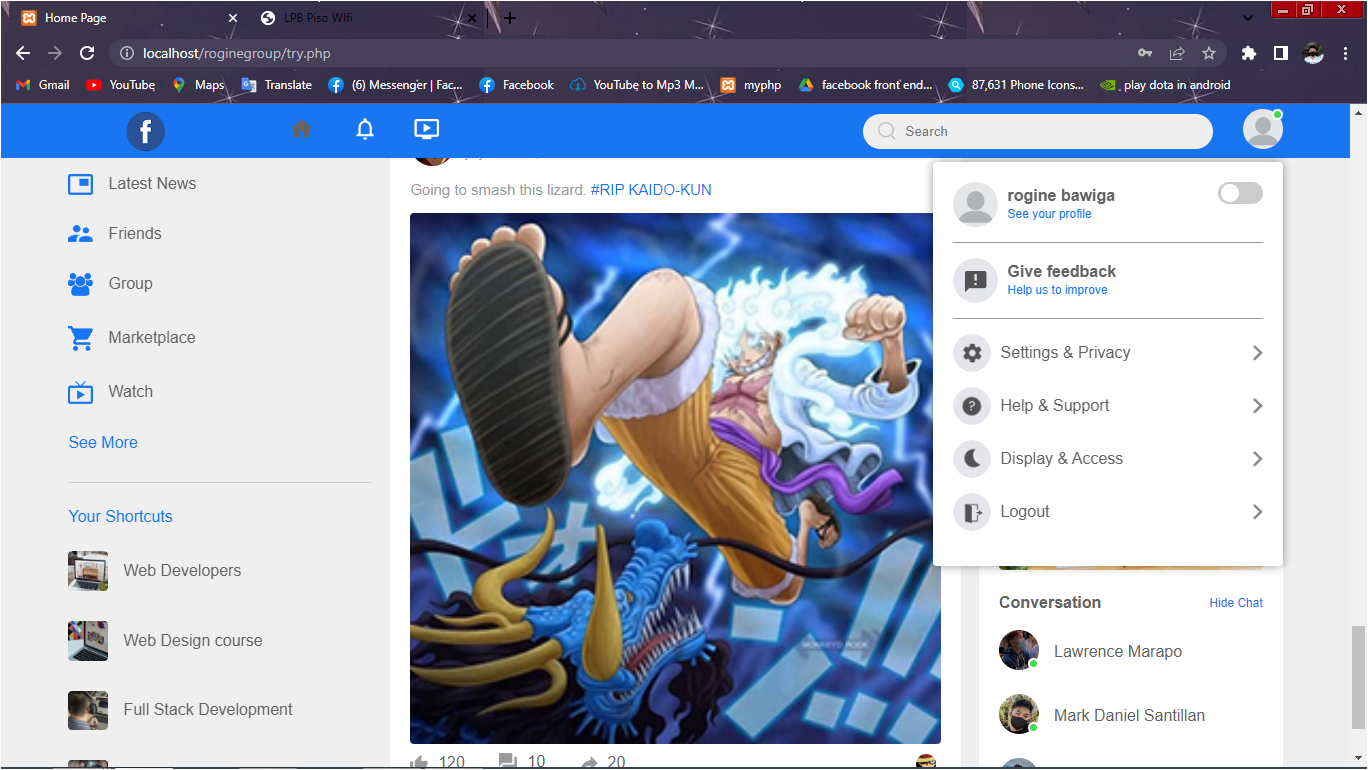 Home Page
LPB Piso WIfi
localhost/roginegroup/try.php
Gmail
YouTube
Maps
Translate
(6) Messenger | Fac...
Facebook
YouTube to Mp3 M...
myphp
facebook front end...
87,631 Phone Icons...
play dota in android
f
Search
Latest News
Friends
Group
Marketplace
Watch
See More
Your Shortcuts
Web Developers
Web Design course
Full Stack Development
Going to smash this lizard. #RIP KAIDO-KUN
120
10
20
rogine bawiga
See your profile
Give feedback
Help us to improve
Settings & Privacy
Help & Support
Display & Access
Logout
Conversation
Hide Chat
Lawrence Marapo
Mark Daniel Santillan